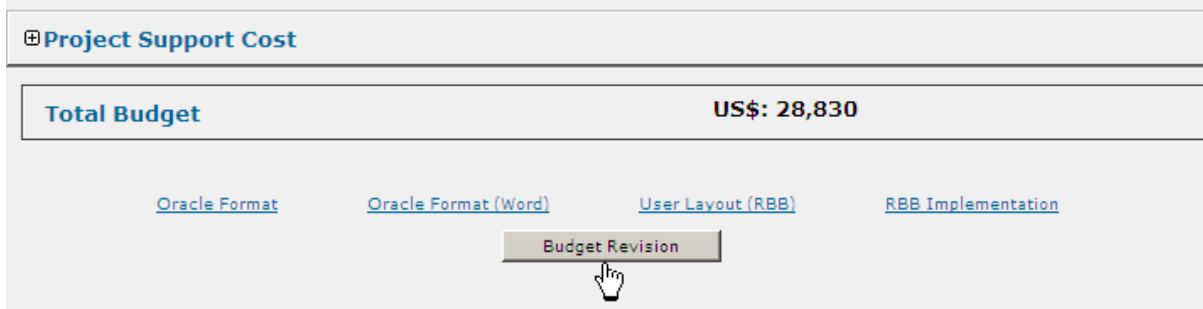 Project Support Cost
Total Budget US$: 28,830
Oracle Format Oracle Format (Word) User Layout (RBB) RBB Implementation
Budget Revision